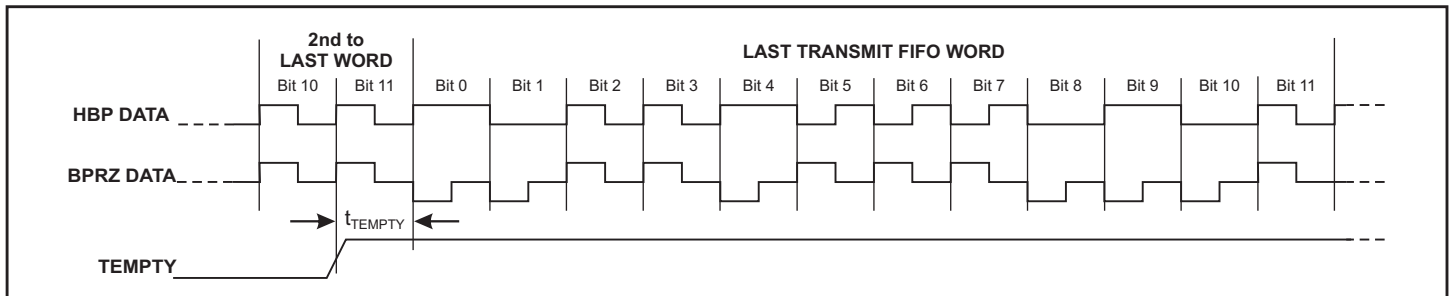 2nd to
LAST WORD
LAST TRANSMIT FIFO WORD
Bit 10 Bit 11 Bit 0 Bit 1 Bit 2 Bit 3 Bit 4 Bit 5 Bit 6 Bit 7 Bit 8 Bit 9 Bit 10 Bit 11
HBP DATA
BPRZ DATA
tTEMPTY
TEMPTY